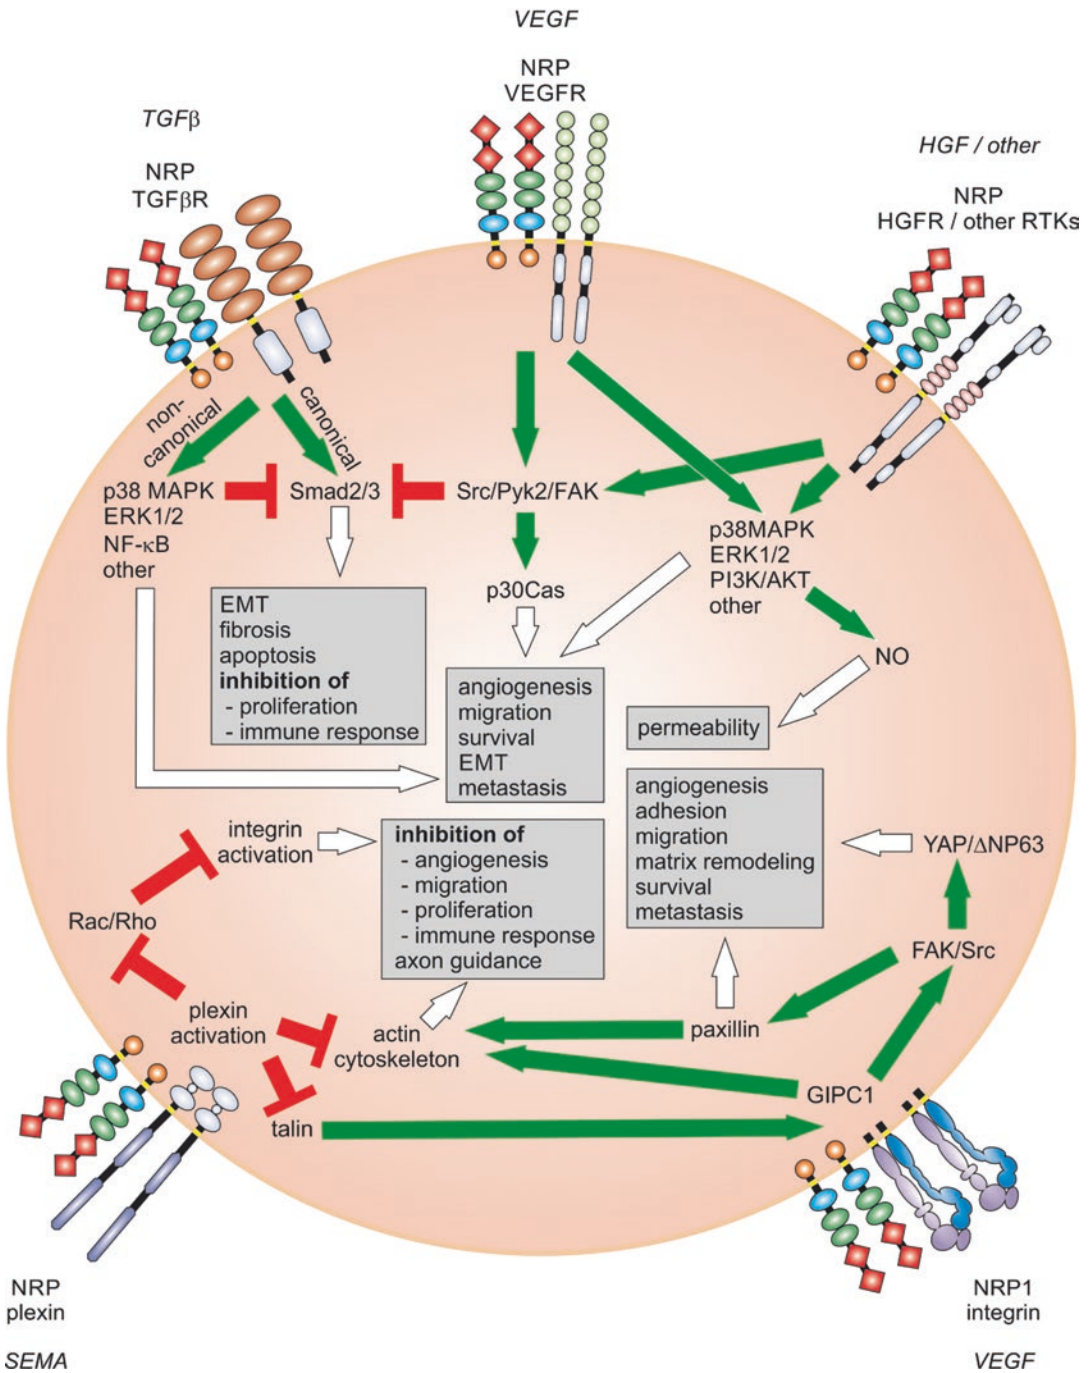 VEGF
NRP
VEGFR
TGFβ
NRP
TGFβR
HGF / other
NRP
HGFR / other RTKs
non-
canonical
canonical
p38 MAPK
ERK1/2
NF-κB
other
Smad2/3
Src/Pyk2/FAK
p30Cas
p38MAPK
ERK1/2
PI3K/AKT
other
NO
EMT
fibrosis
apoptosis
inhibition of
- proliferation
- immune response
angiogenesis
migration
survival
EMT
metastasis
permeability
angiogenesis
adhesion
migration
matrix remodeling
survival
metastasis
YAP/ΔNP63
integrin
activation
inhibition of
- angiogenesis
- migration
- proliferation
- immune response
axon guidance
Rac/Rho
FAK/Src
plexin
activation
actin
cytoskeleton
paxillin
GIPC1
talin
NRP
plexin
SEMA
NRP1
integrin
VEGF